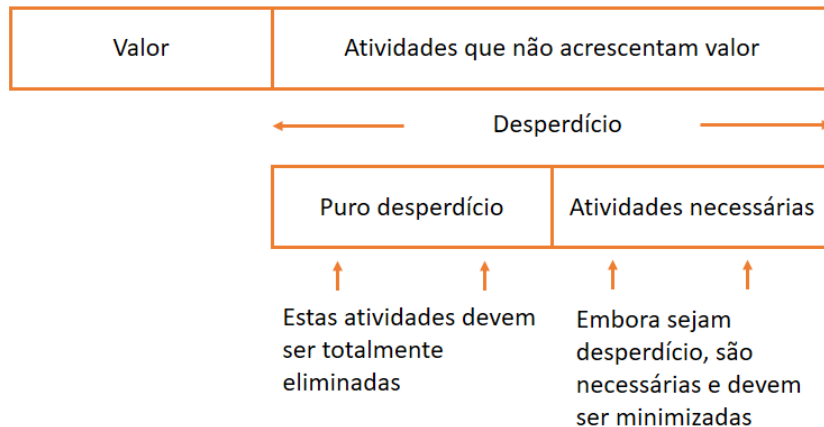 Valor
Atividades que não acrescentam valor
Desperdício
Puro desperdício
Atividades necessárias
Estas atividades devem
ser totalmente
eliminadas
Embora sejam
desperdício, são
necessárias e devem
ser minimizadas